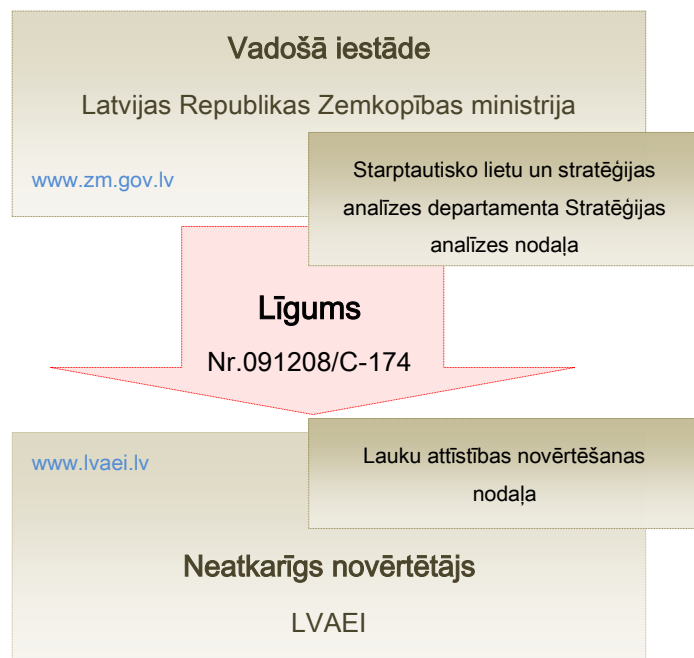 Vadošā iestāde
Latvijas Republikas Zemkopības ministrija
www.zm.gov.lv
Starptautisko lietu un stratēģijas
analīzes departamenta Stratēģijas
analīzes nodaļa
Līgums
Nr.091208/C-174
www.lvaei.lv
Lauku attīstības novērtēšanas
nodaļa
Neatkarīgs novērtētājs
LVAEI